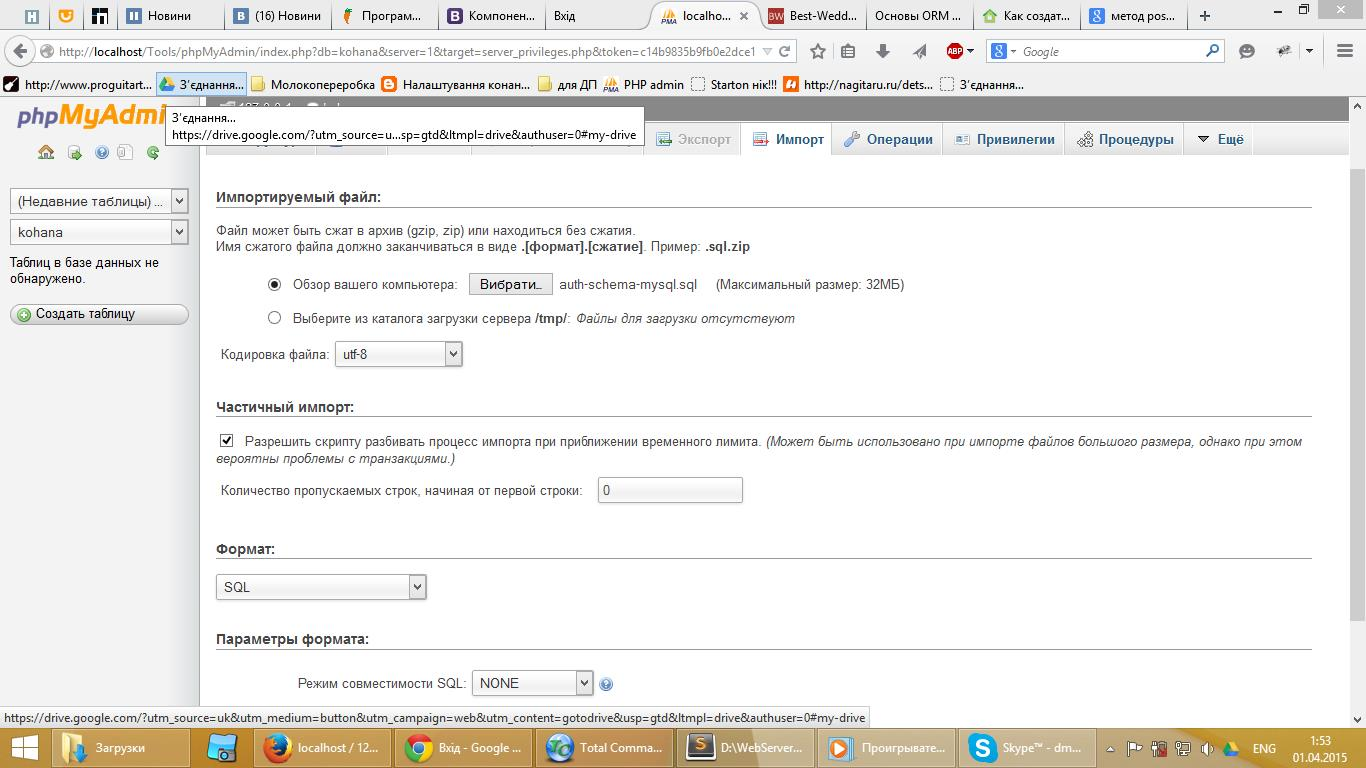 Новини
(16) Новини
Програм...
Компонен...
Вхід
localho...
Best-Wedd...
Основы ORM ...
Как создат...
метод pos...
http://localhost/Tools/phpMyAdmin/index.php?db=kohana&server=1&target=server_privileges.php&token=c14b9835b9fb0e2dce1
Google
http://www.proguitart...
З'єднання...
Молокопереробка
Налаштування конан...
для ДП
PHP admin
Starton нік!!!
http://nagitaru.ru/dets...
З'єднання...
З'єднання...
https://drive.google.com/?utm_source=u...sp=gtd&ltmpl=drive&authuser=0#my-drive
phpMyAdmi
Экспорт
Импорт
Операции
Привилегии
Процедуры
Ещё
(Недавние таблицы) ...
kohana
Таблиц в базе данных не
обнаружено.
Создать таблицу
Импортируемый файл:
Файл может быть сжат в архив (gzip, zip) или находиться без сжатия.
Имя сжатого файла должно заканчиваться в виде .[формат].[сжатие]. Пример: .sql.zip
Обзор вашего компьютера: Вибрати... auth-schema-mysql.sql (Максимальный размер: 32МБ)
Выберите из каталога загрузки сервера /tmp/: Файлы для загрузки отсутствуют
Кодировка файла: utf-8
Частичный импорт:
Разрешить скрипту разбивать процесс импорта при приближении временного лимита. (Может быть использовано при импорте файлов большого размера, однако при этом
вероятны проблемы с транзакциями.)
Количество пропускаемых строк, начиная от первой строки: 0
Формат:
SQL
Параметры формата:
Режим совместимости SQL: NONE
https://drive.google.com/?utm_source=uk&utm_medium=button&utm_campaign=web&utm_content=gotodrive&usp=gtd&ltmpl=drive&authuser=0#my-drive
Загрузки
localhost / 12...
Вхід - Google ...
Total Comma...
D:\WebServer...
Проигрывате...
Skype™ - dm...
ENG
1:53
01.04.2015